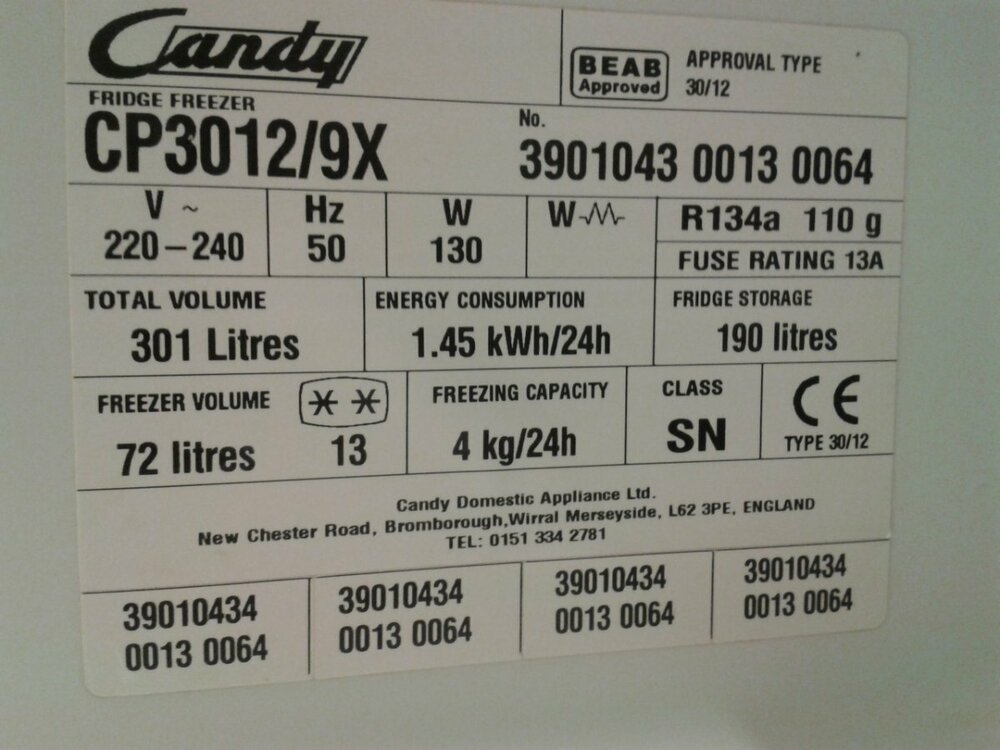 Candy
BEAB
Approved
APPROVAL TYPE
30/12
FRIDGE FREEZER
CP3012/9X
No.
3901043 0013 0064
V ~
220-240
Hz
50
W
130
W
R134a 110 g
FUSE RATING 13A
TOTAL VOLUME
301 Litres
ENERGY CONSUMPTION
1.45 kWh/24h
FRIDGE STORAGE
190 litres
FREEZER VOLUME
72 litres
13
FREEZING CAPACITY
4 kg/24h
CLASS
SN
CE
TYPE 30/12
Candy Domestic Appliance Ltd.
New Chester Road, Bromborough,Wirral Merseyside, L62 3PE, ENGLAND
TEL: 0151 334 2781
39010434
0013 0064
39010434
0013 0064
39010434
0013 0064
39010434
0013 0064